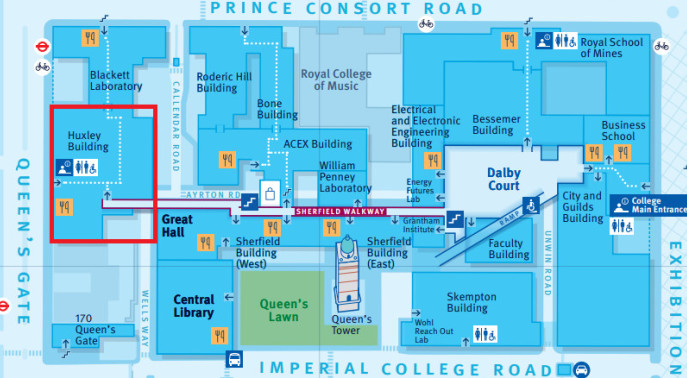 PRINCE CONSORT ROAD
Blackett
Laboratory
CALLENDAR ROAD
Roderic Hill
Building
Royal College
of Music
Bone
Building
Electrical
and Electronic
Engineering
Building
Bessemer
Building
Royal School
of Mines
Business
School
Huxley
Building
ACEX Building
William
Penney
Laboratory
Energy
Futures
Lab
Dalby
Court
QUEEN'S GATE
AYRTON RD
SHERFIELD WALKWAY
Great
Hall
Grantham
Institute
RAMP
City and
Guilds
Building
College
Main Entrance
Sherfield
Building
(West)
Sherfield
Building
(East)
Faculty
Building
UNWIN ROAD
EXHIBITION
WELLS WAY
Central
Library
Queen's
Lawn
Queen's
Tower
Skempton
Building
Wohl
Reach Out
Lab
170
Queen's
Gate
IMPERIAL COLLEGE ROAD